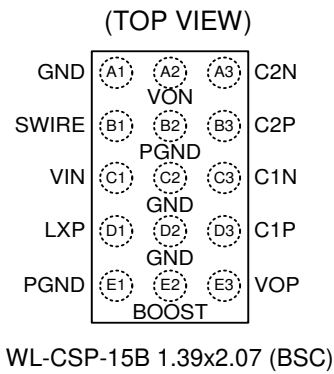 (TOP VIEW)
GND A1 A2 A3 C2N
VON
SWIRE B1 B2 B3 C2P
PGND
VIN C1 C2 C3 C1N
GND
LXP D1 D2 D3 C1P
GND
PGND E1 E2 E3 VOP
BOOST
WL-CSP-15B 1.39x2.07 (BSC)